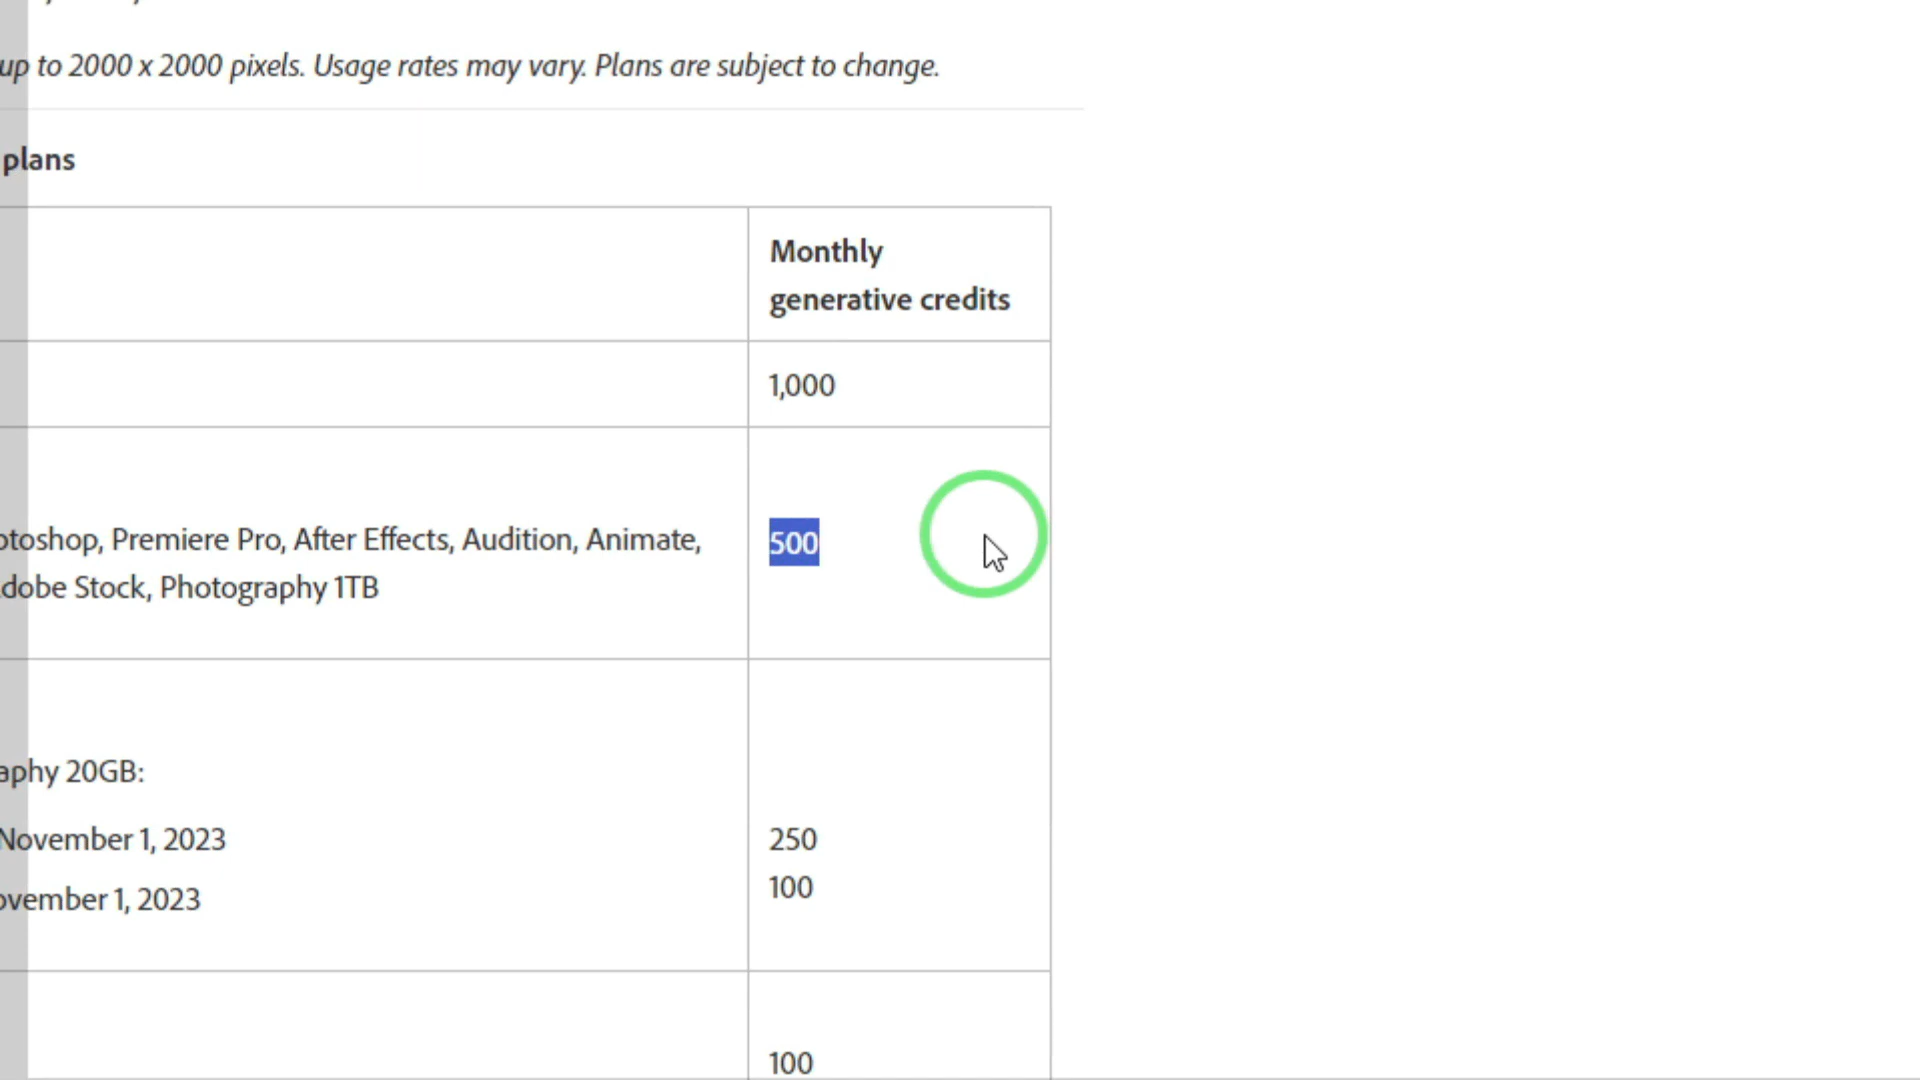 up to 2000 x 2000 pixels. Usage rates may vary. Plans are subject to change.
plans
Monthly
generative credits
1,000
otoshop, Premiere Pro, After Effects, Audition, Animate,
500
dobe Stock, Photography 1TB
aphy 20GB:
November 1, 2023
250
ovember 1, 2023
100
100